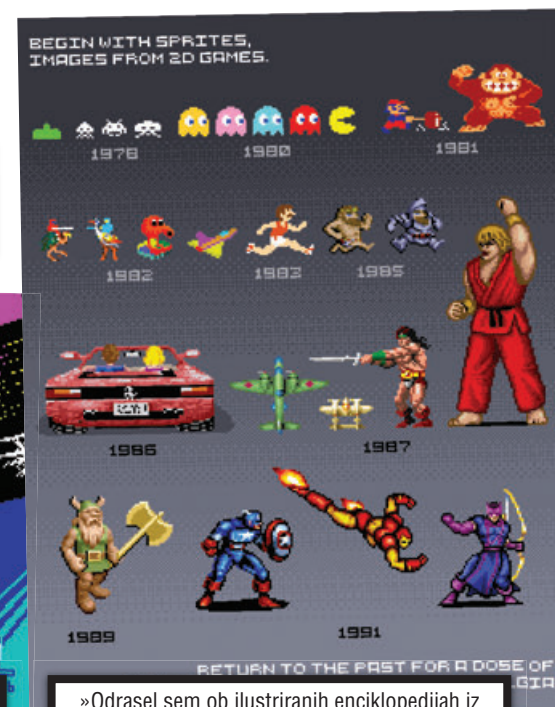 BEGIN WITH SPRITES,
IMAGES FROM 2D GAMES.
1978
1980
1981
1982
1983
1985
1986
1987
1989
1991
RETURN TO THE PAST FOR A DOSE OF
»Odrasel sem ob ilustriranih enciklopedijah iz